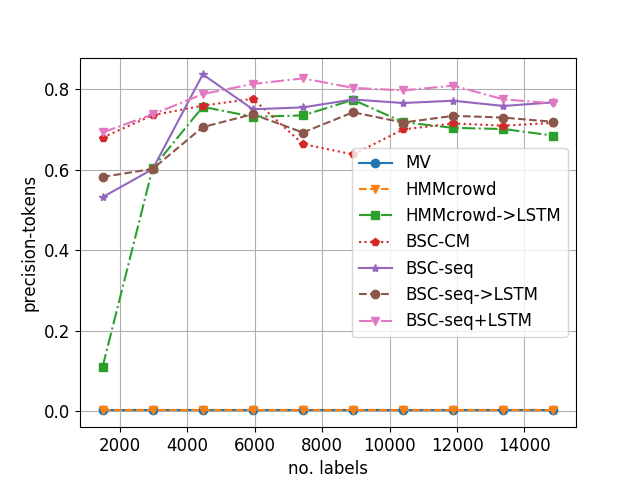 0.8
0.6
0.4
0.2
0.0
precision-tokens
MV
HMMcrowd
HMMcrowd->LSTM
BSC-CM
BSC-seq
BSC-seq->LSTM
BSC-seq+LSTM
2000 4000 6000 8000 10000 12000 14000
no. labels